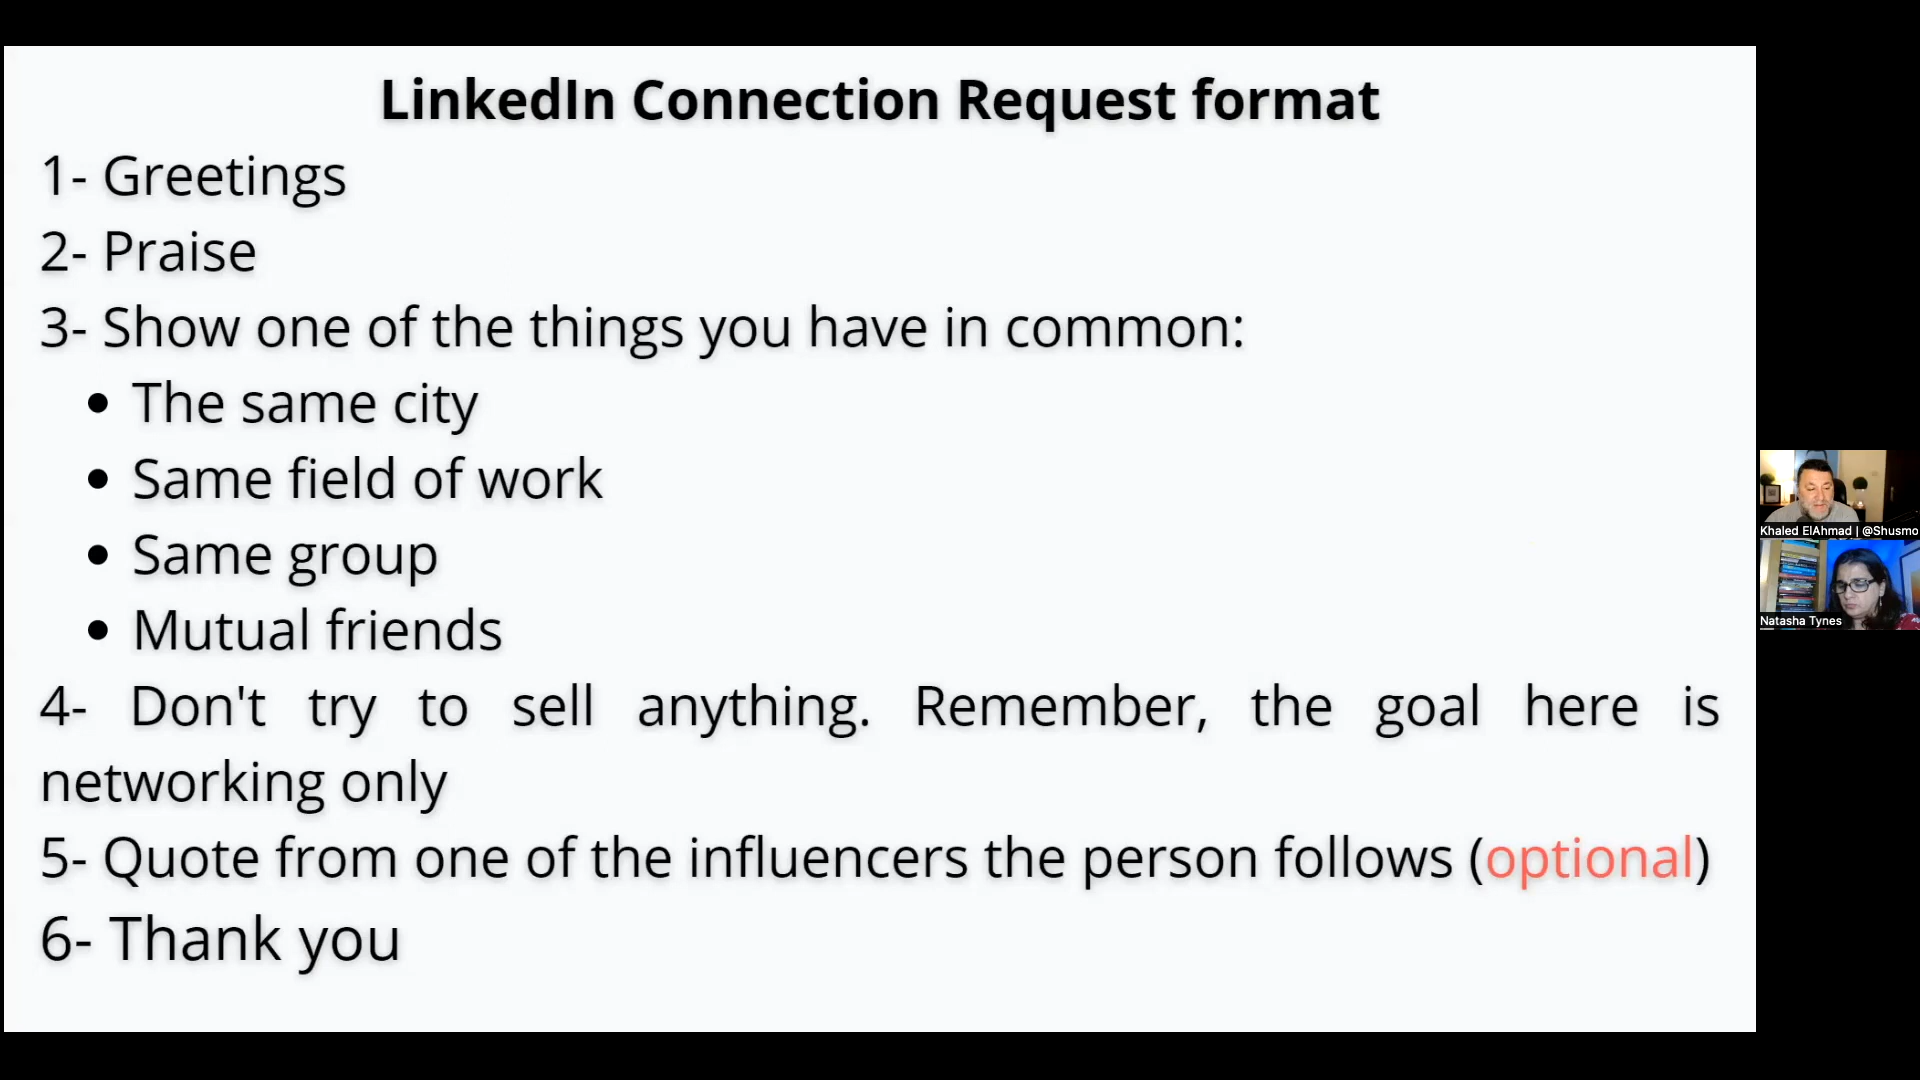 LinkedIn Connection Request format
1- Greetings
2- Praise
3- Show one of the things you have in common:
• The same city
• Same field of work
• Same group
• Mutual friends
4- Don't try to sell anything. Remember, the goal here is
networking only
5- Quote from one of the influencers the person follows (optional)
6- Thank you
Khaled ElAhmad | @Shusmo
Natasha Tynes